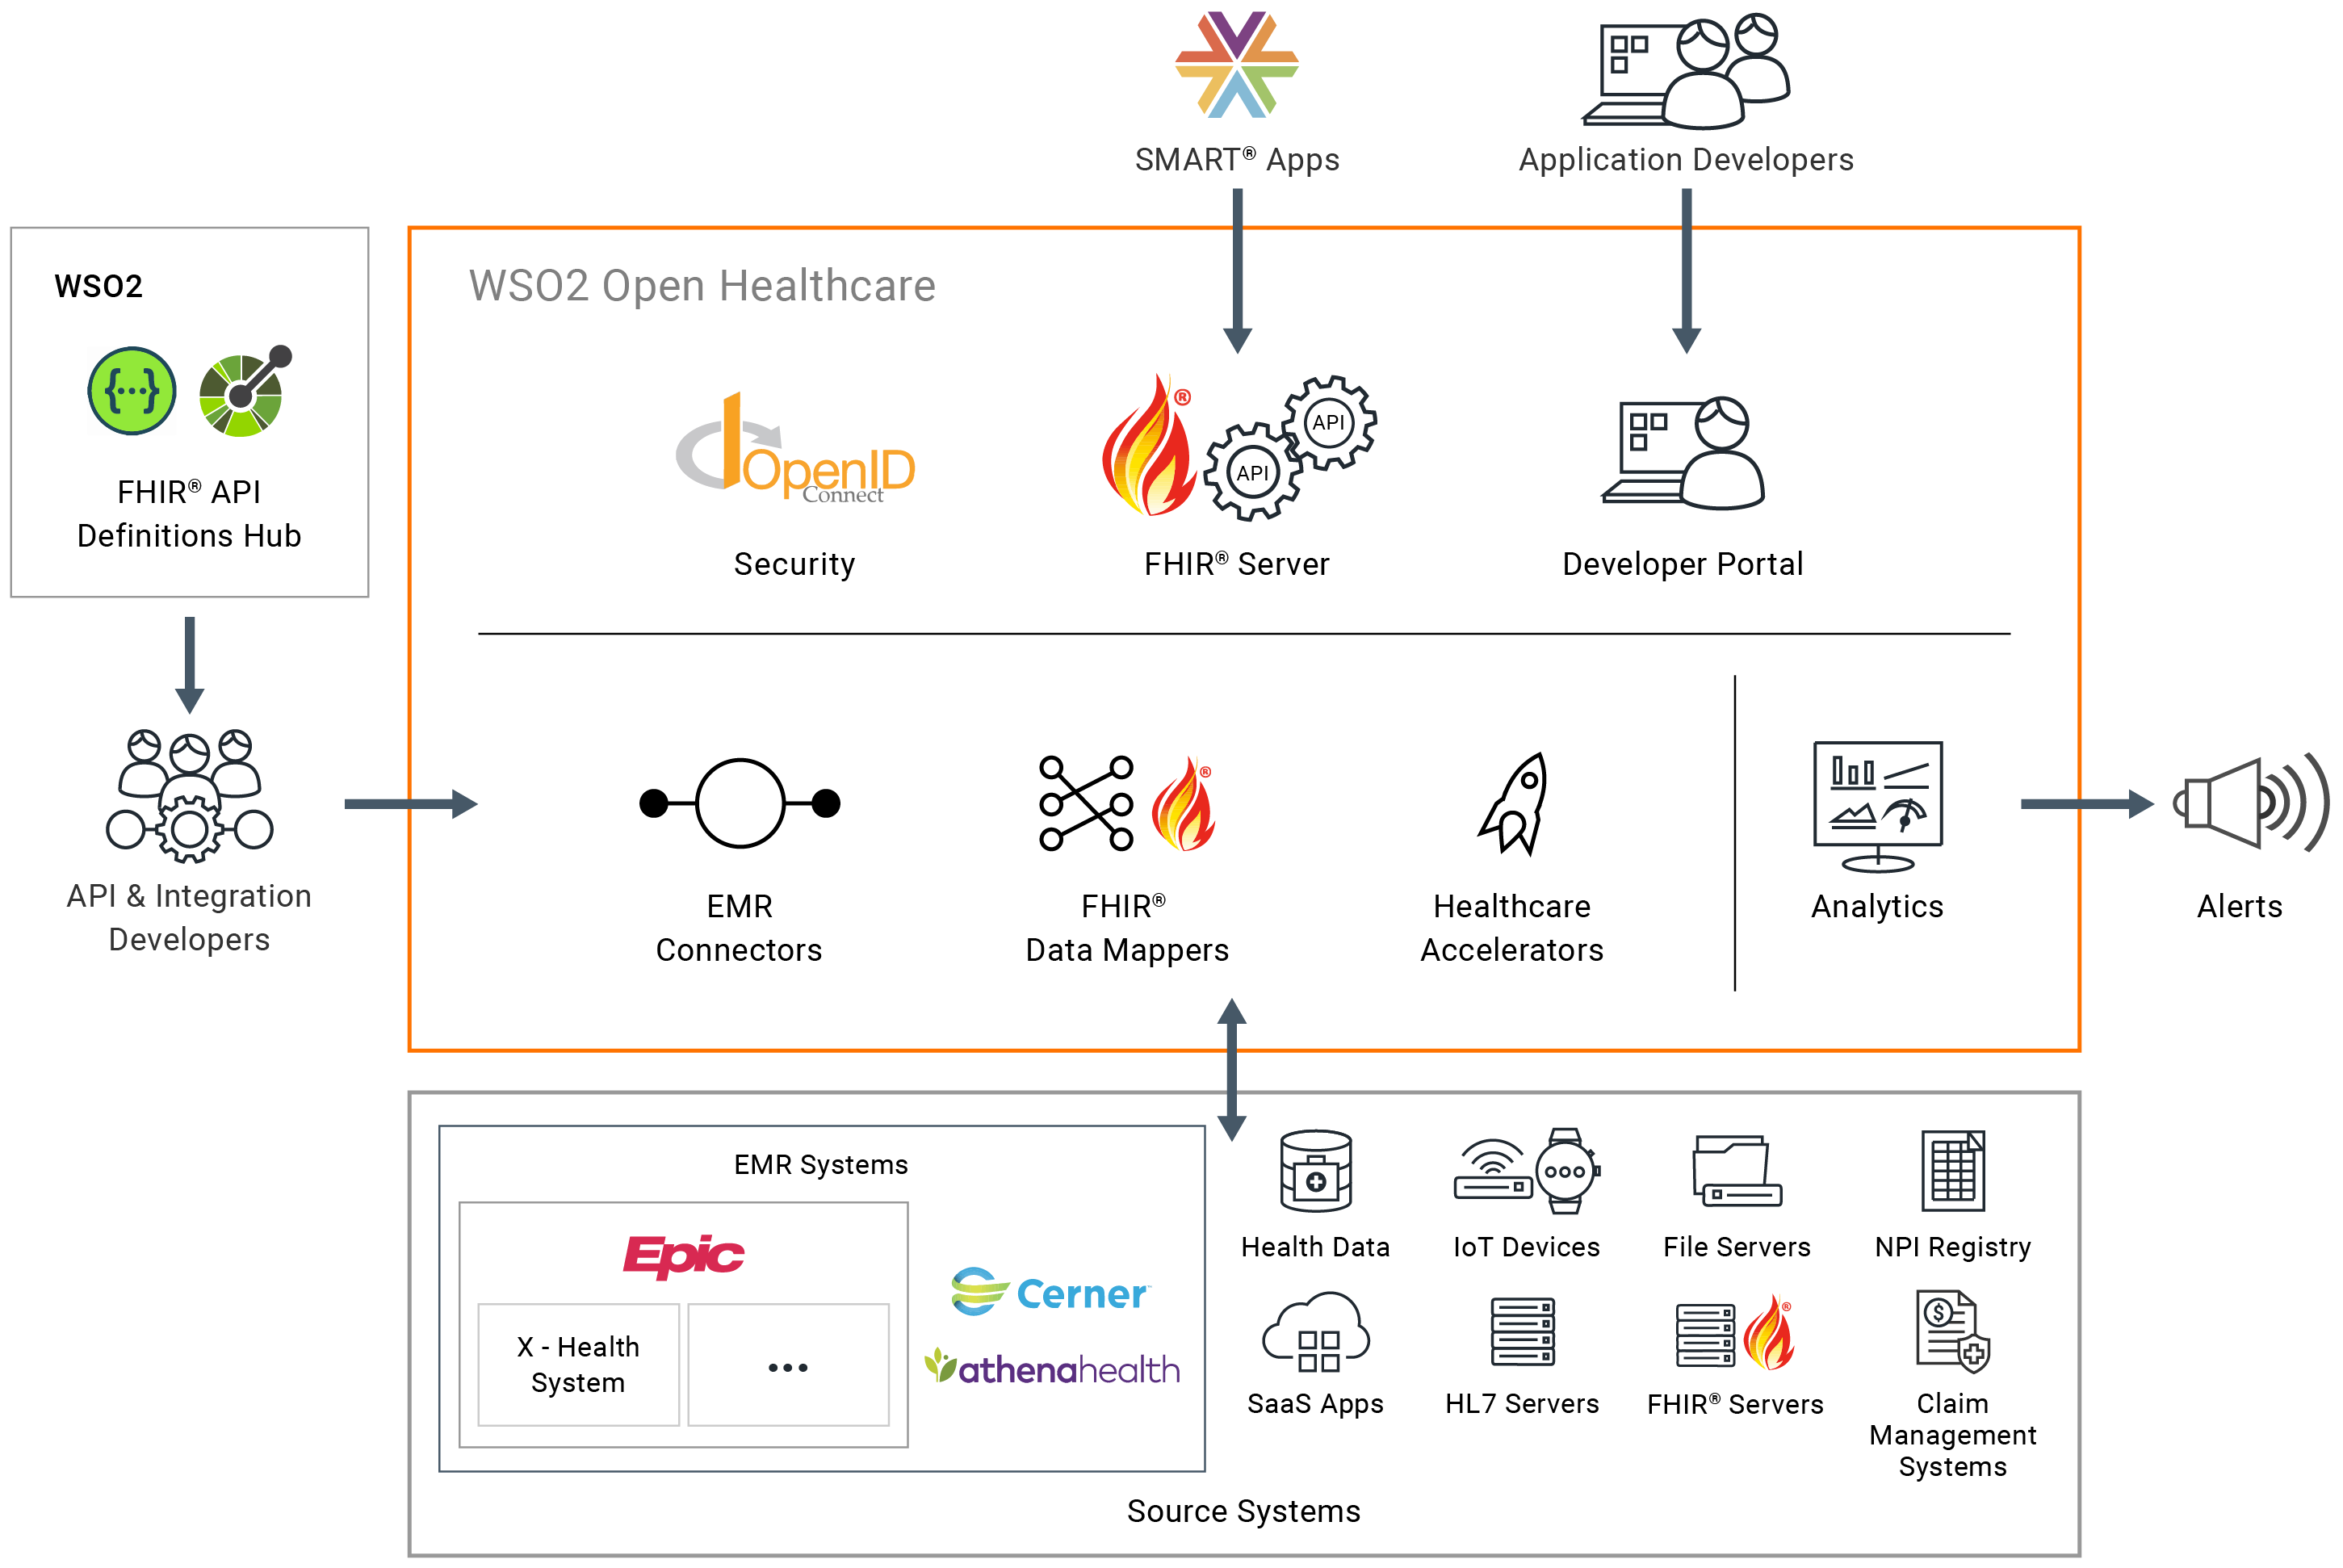 SMART® Apps
Application Developers
WSO2
FHIR® API
Definitions Hub
API & Integration
Developers
WSO2 Open Healthcare
OpenID
Connect
Security
®
API
API
FHIR® Server
Developer Portal
EMR
Connectors
®
FHIR®
Data Mappers
Healthcare
Accelerators
Analytics
Alerts
EMR Systems
Epic
X - Health
System
...
Cerner™
athenahealth
Health Data
IoT Devices
File Servers
NPI Registry
SaaS Apps
HL7 Servers
®
FHIR® Servers
$
Claim
Management
Systems
Source Systems